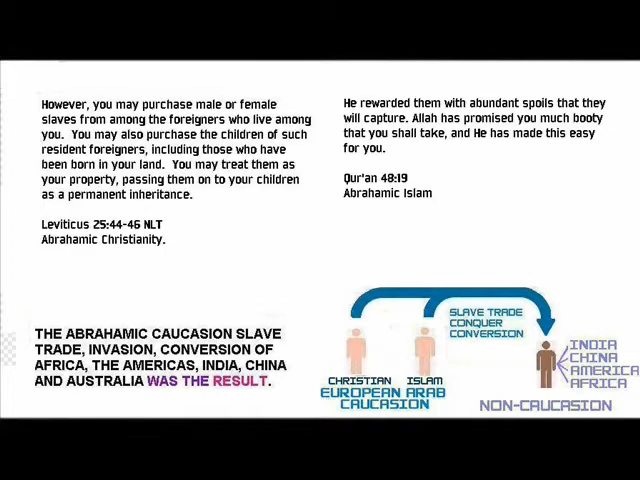 However, you may purchase male or female
slaves from among the foreigners who live among
you. You may also purchase the children of such
resident foreigners, including those who have
been born in your land. You may treat them as
your property, passing them on to your children
as a permanent inheritance.
Leviticus 25:44-46 NLT
Abrahamic Christianity.
He rewarded them with abundant spoils that they
will capture. Allah has promised you much booty
that you shall take, and He has made this easy
for you.
Qur'an 48:19
Abrahamic Islam
THE ABRAHAMIC CAUCASION SLAVE
TRADE, INVASION, CONVERSION OF
AFRICA, THE AMERICAS, INDIA, CHINA
AND AUSTRALIA WAS THE RESULT.
SLAVE TRADE
CONQUER
CONVERSION
CHRISTIAN ISLAM
EUROPEAN ARAB
CAUCASION
INDIA
CHINA
AMERICA
AFRICA
NON-CAUCASION